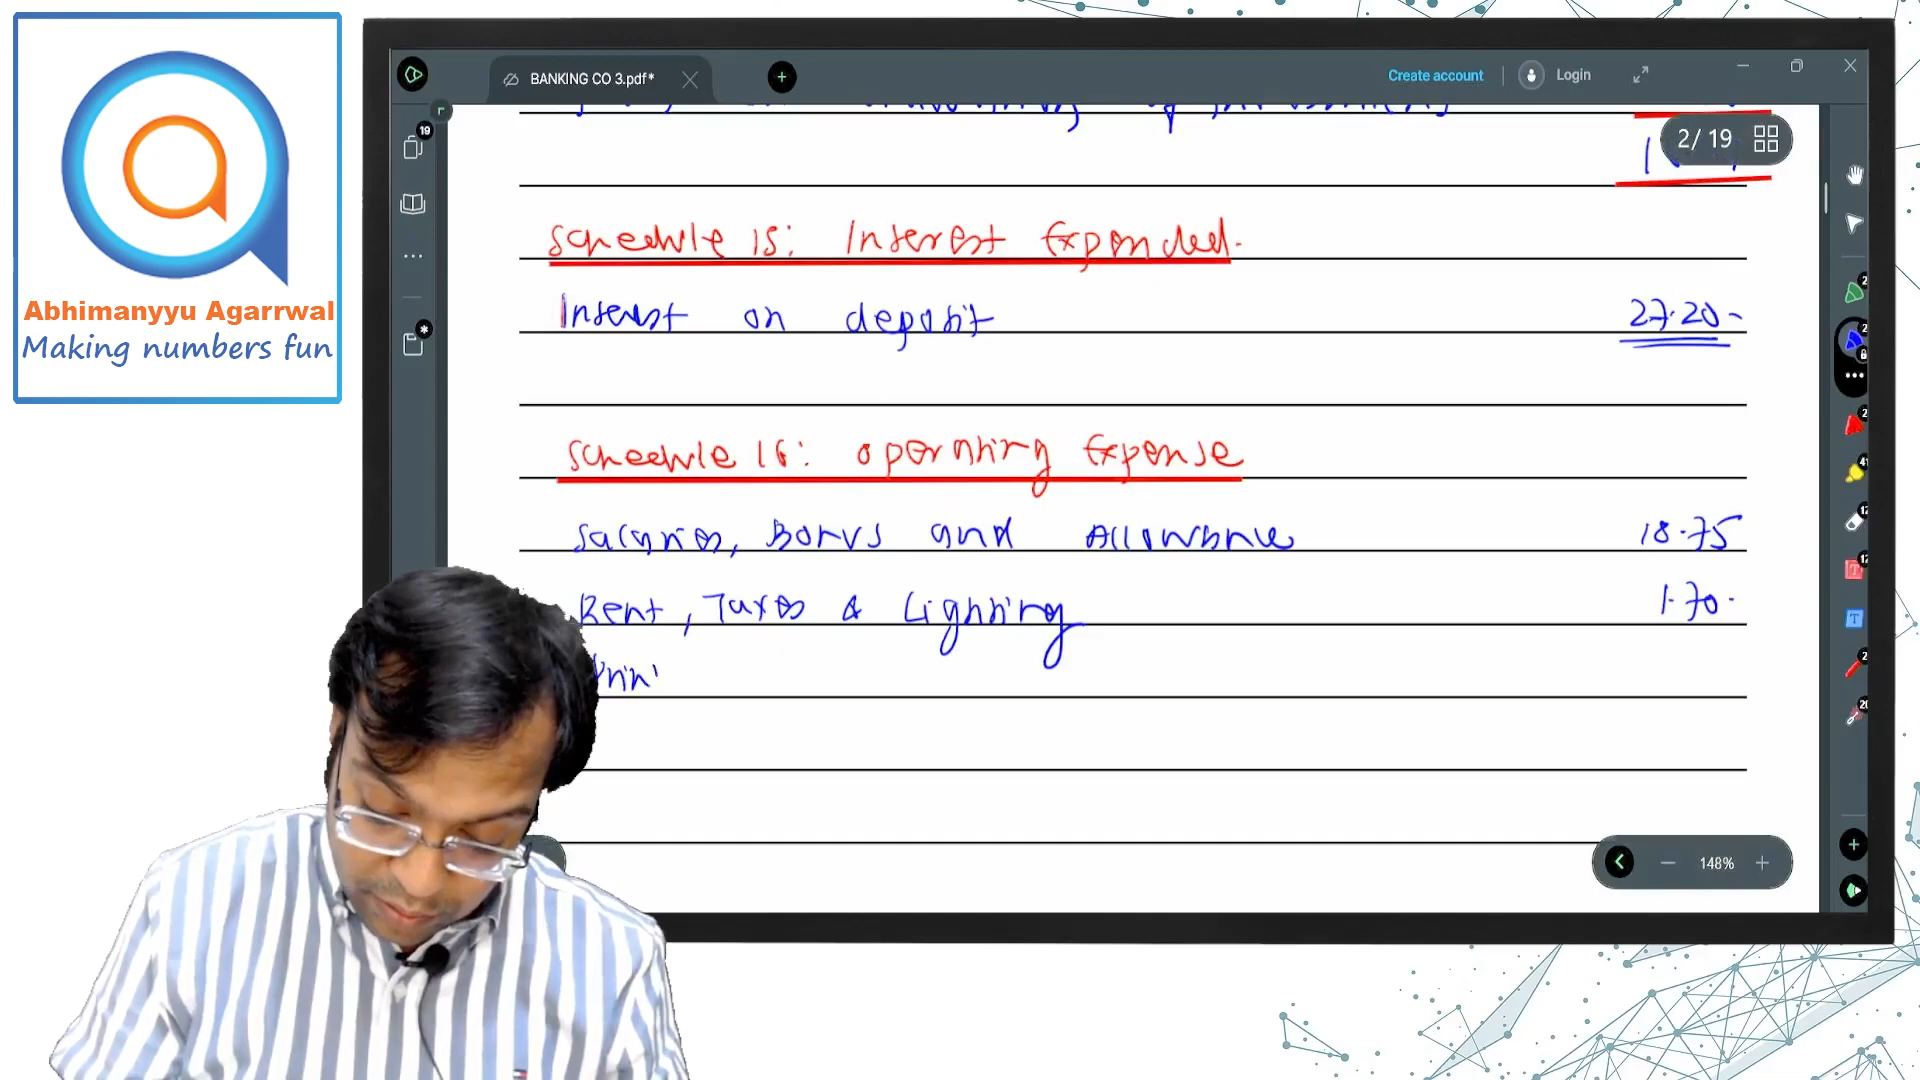 BANKING CO 3.pdf*
Create account
Login
19
2/ 19
Schedule 15: Interest Expended.
Interest on deposit 27.20
Schedule 16: Operating Expense
Salaries, Bonus and Allowance 18.75
Rent, Taxes & Lighting 1.70
Prin
148%
Abhimanyyu Agarrwal
Making numbers fun